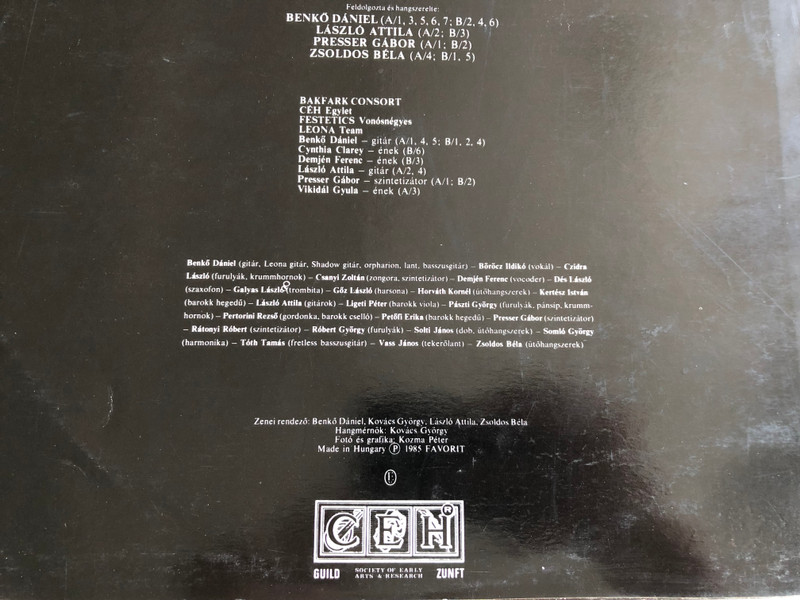 Feldolgozta és hangszerelte:
BENKŐ DÁNIEL (A/1, 3, 5, 6, 7; B/2, 4, 6)
LÁSZLÓ ATTILA (A/2; B/3)
PRESSER GÁBOR (A/1; B/2)
ZSOLDOS BÉLA (A/4; B/1, 5)
BAKFARK CONSORT
CÉH Egylet
FESTETICS Vonósnégyes
LEONA Team
Benkő Dániel – gitár (A/1, 4, 5; B/1, 2, 4)
Cynthia Clarey – ének (B/6)
Demjén Ferenc – ének (B/3)
László Attila – gitár (A/2, 4)
Presser Gábor – szintetizátor (A/1; B/2)
Vikidál Gyula – ének (A/3)
Benkő Dániel (gitár, Leona gitár, Shadow gitár, orpharion, lant, basszusgitár) – Böröcz Ildikó (vokál) – Czidra
László (furulyák, krummhornok) – Csanyi Zoltán (zongora, szintetizátor) – Demjén Ferenc (vocoder) – Dés László
(szaxofon) – Galyas László (trombita) – Gőz László (harsona) – Horváth Kornél (ütőhangszerek) – Kertész István
(barokk hegedű) – László Attila (gitárok) – Ligeti Péter (barokk viola) – Pászti György (furulyák, pánsíp, krumm-
hornok) – Pertorini Rezső (gordonka, barokk cselló) – Petőfi Erika (barokk hegedű) – Presser Gábor (szintetizátor)
– Rátonyi Róbert (szintetizátor) – Róbert György (furulyák) – Solti János (dob, ütőhangszerek) – Somló György
(harmonika) – Tóth Tamás (fretless basszusgitár) – Vass János (tekerőlant) – Zsoldos Béla (ütőhangszerek)
Zenei rendező: Benkő Dániel, Kovács György, László Attila, Zsoldos Béla
Hangmérnök: Kovács György
Fotó és grafika: Kozma Péter
Made in Hungary Ⓟ 1985 FAVORIT
CÉH ®
GUILD SOCIETY OF EARLY ZUNFT
ARTS & RESEARCH